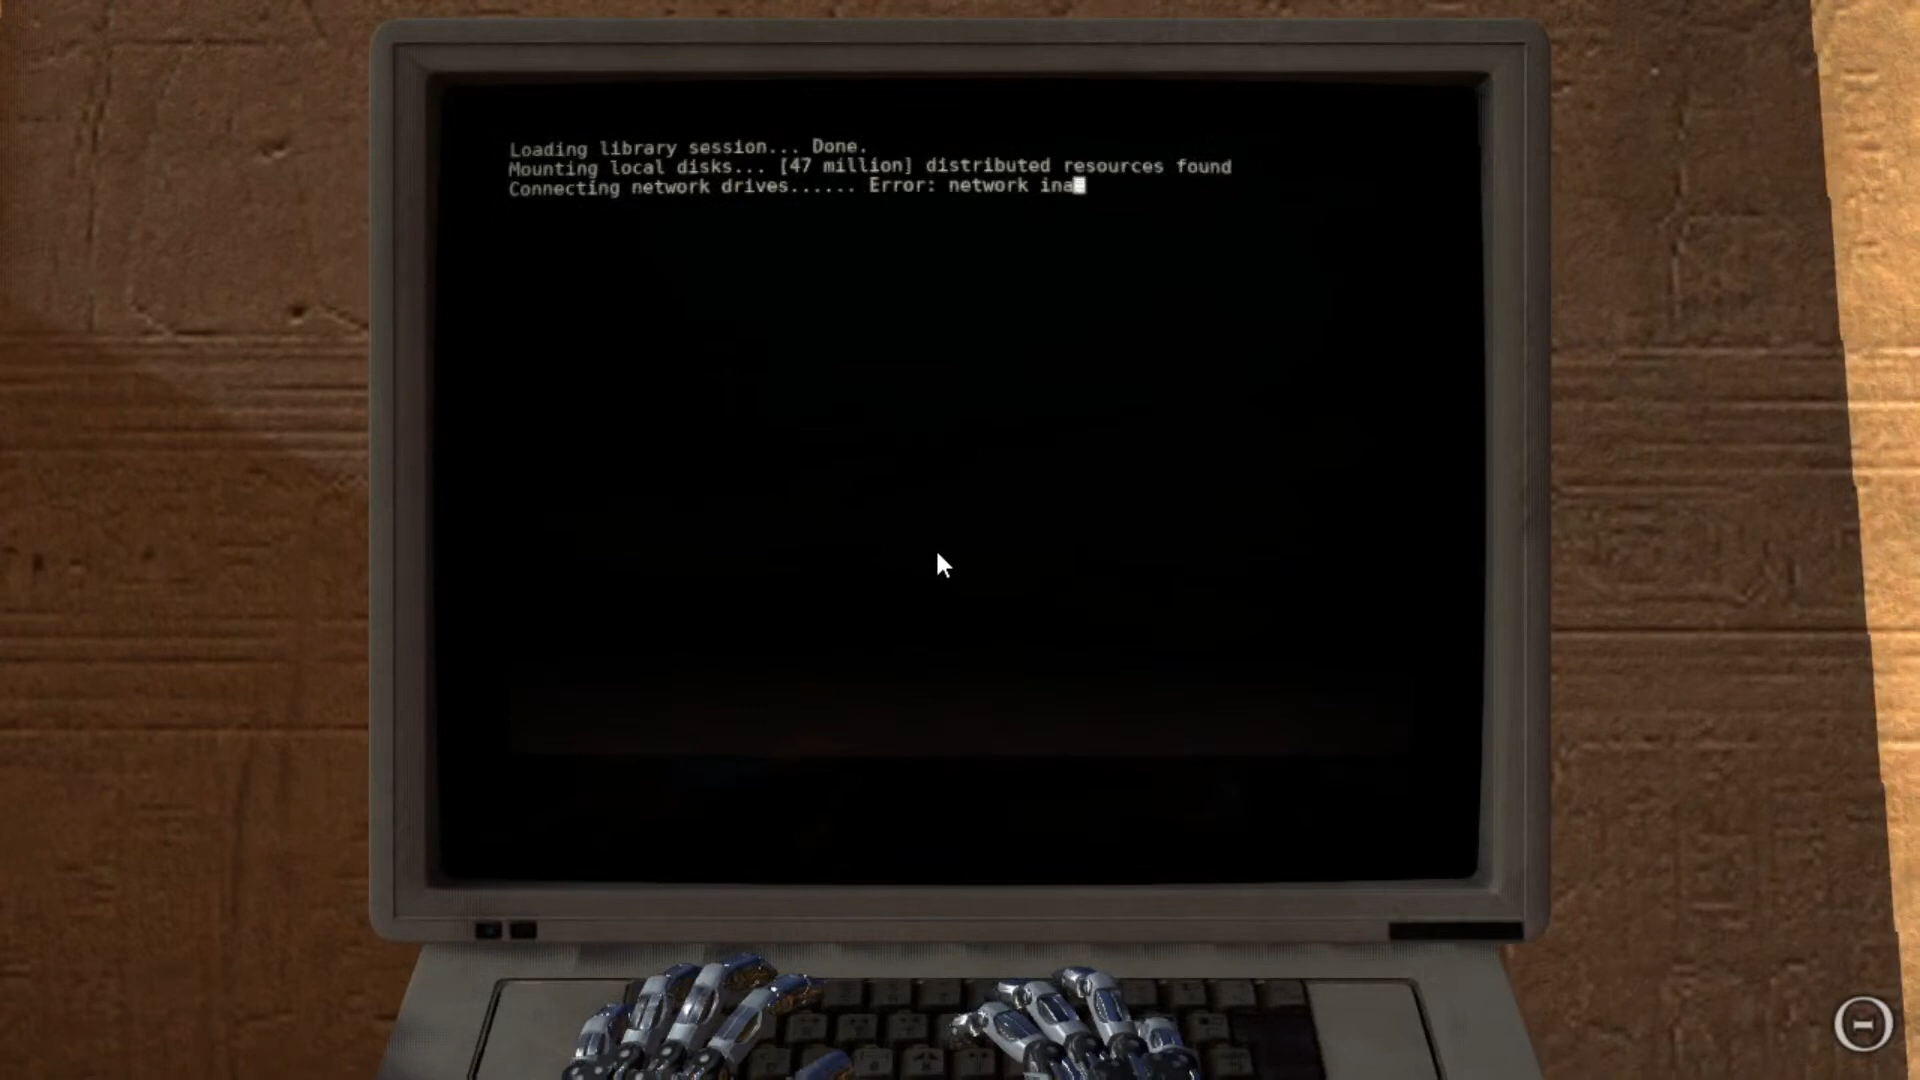 Loading library session... Done.
Mounting local disks... [47 million] distributed resources found
Connecting network drives...... Error: network ina